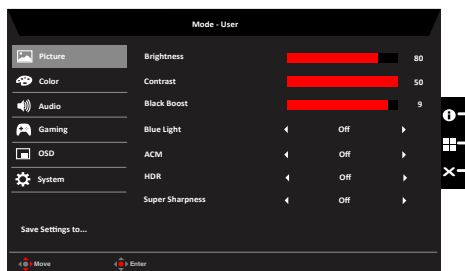 Mode - User
Picture
Brightness 80
Color
Contrast 50
Audio
Black Boost 9
Gaming
Blue Light Off
OSD
ACM Off
System
HDR Off
Super Sharpness Off
Save Settings to...
Move Enter